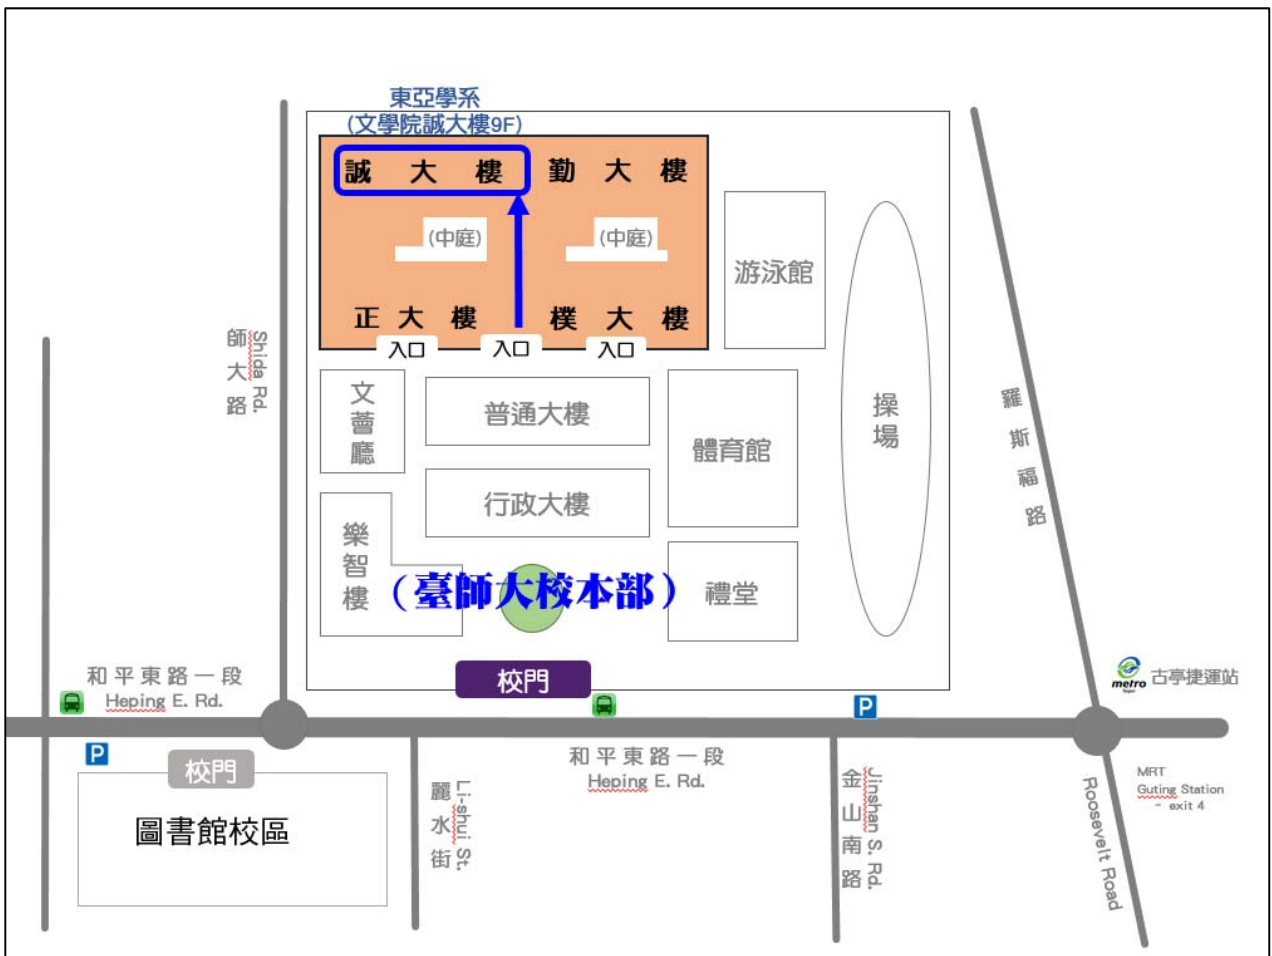 東亞學系
(文學院誠大樓9F)
誠 大 樓
勤 大 樓
(中庭)
(中庭)
游泳館
正 大 樓
樸 大 樓
入口
入口
入口
師大路
Shida Rd.
文薈廳
普通大樓
體育館
操場
羅斯福路
行政大樓
樂智樓
(臺師大校本部)
禮堂
校門
和平東路一段
Heping E. Rd.
metro
Taipei
古亭捷運站
P
P
校門
圖書館校區
麗水街
Li-shui St.
和平東路一段
Heping E. Rd.
金山南路
Jinshan S. Rd.
Roosevelt Road
MRT
Guting Station
- exit 4